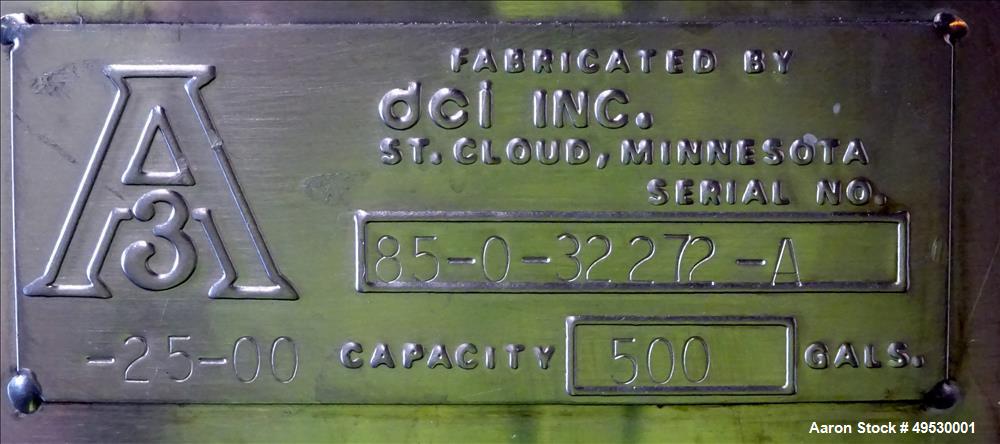 FABRICATED BY
dci INC.
ST. CLOUD, MINNESOTA
SERIAL NO.
85-0-32272-A
A
3
-25-00
CAPACITY 500 GALS.
Aaron Stock # 49530001